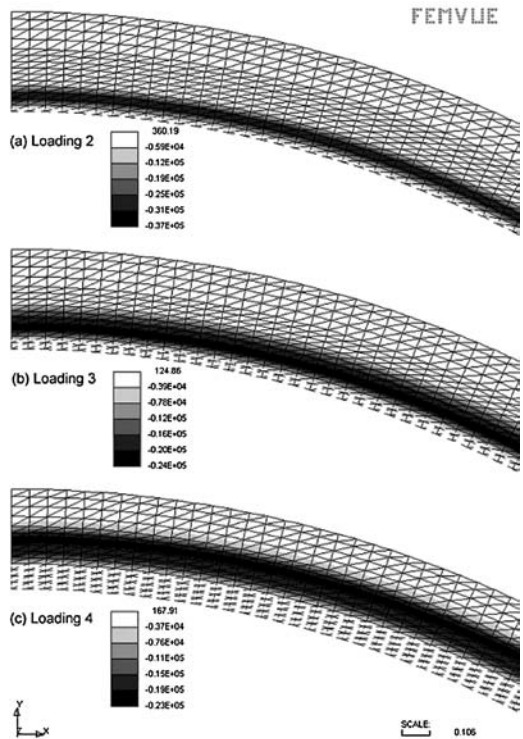 FEMVUE
(a) Loading 2
360.19
-0.59E+04
-0.12E+05
-0.19E+05
-0.25E+05
-0.31E+05
-0.37E+05
(b) Loading 3
124.86
-0.39E+04
-0.78E+04
-0.12E+05
-0.16E+05
-0.20E+05
-0.24E+05
(c) Loading 4
167.91
-0.37E+04
-0.76E+04
-0.11E+05
-0.15E+05
-0.19E+05
-0.23E+05
Y
Z X
SCALE: 0.106